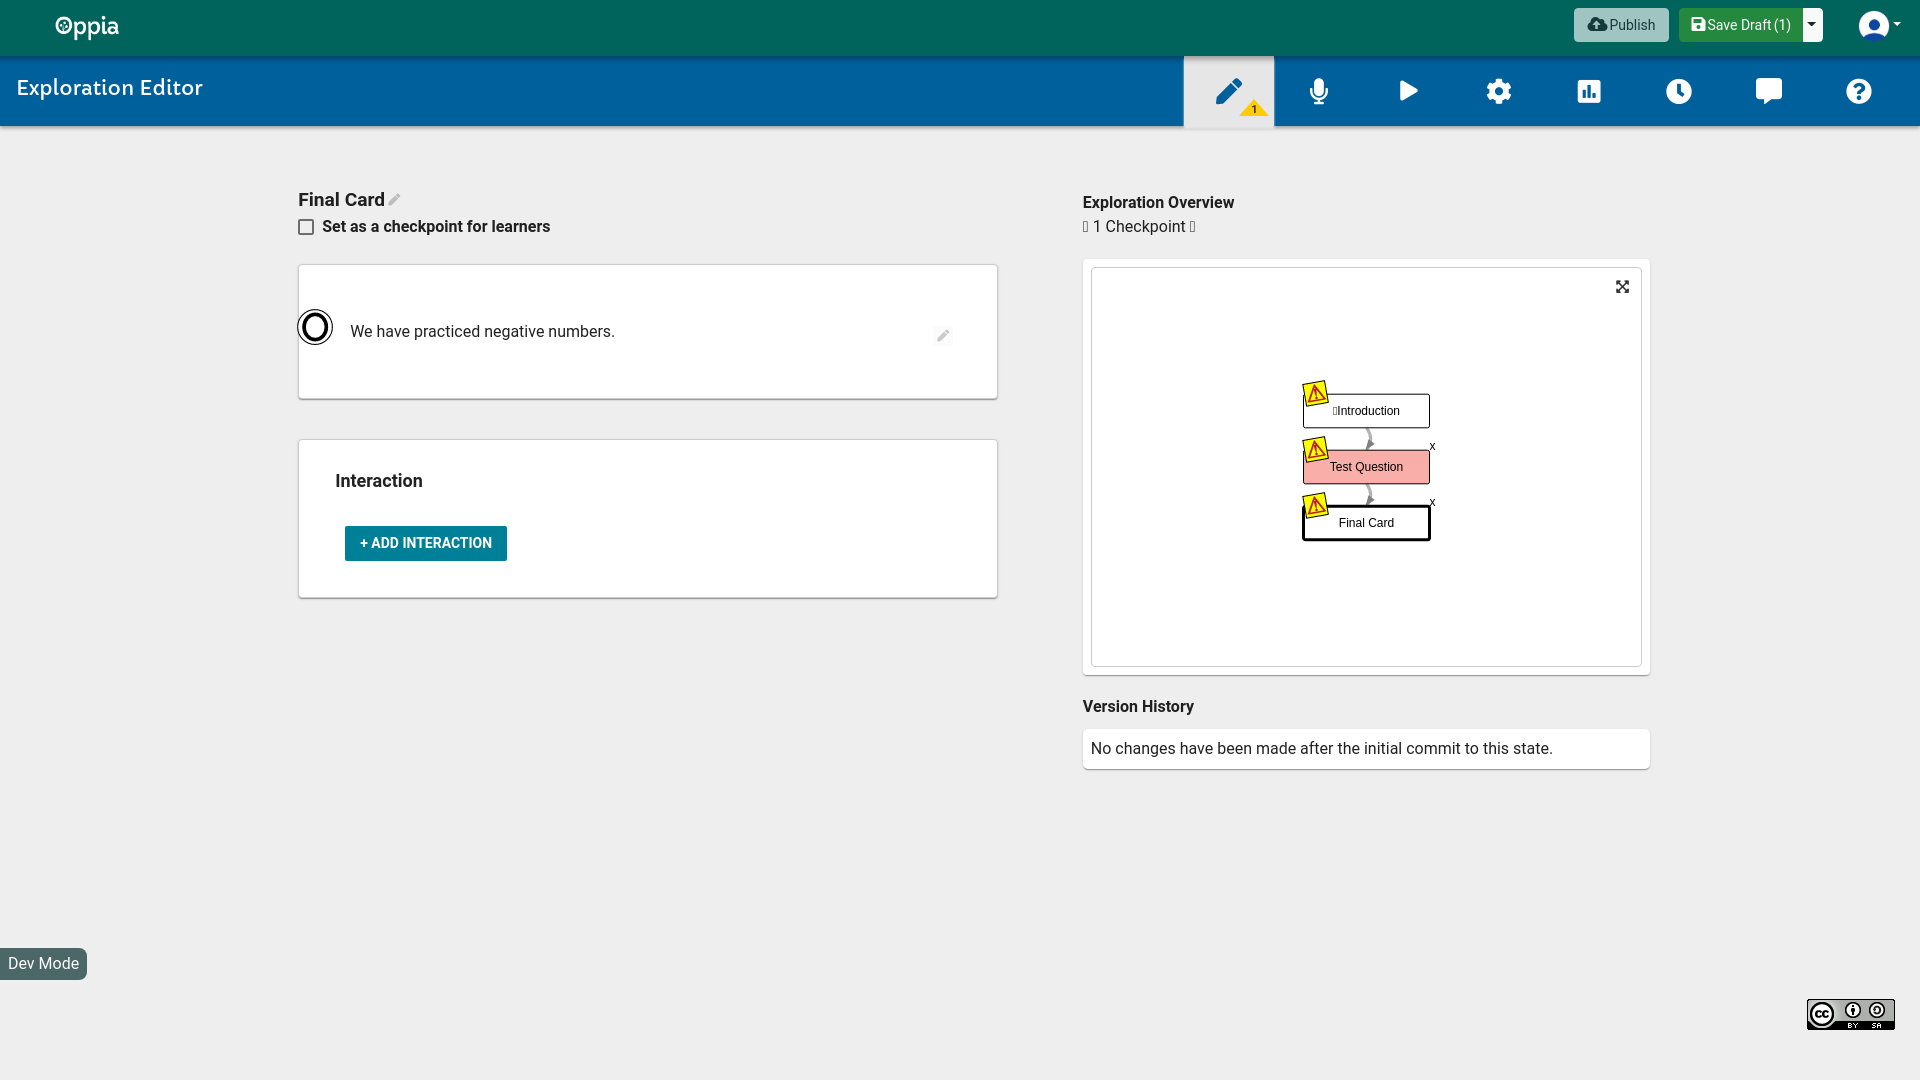 Oppia
Publish
Save Draft (1)
Exploration Editor
1
Final Card
Set as a checkpoint for learners
We have practiced negative numbers.
Interaction
+ ADD INTERACTION
Exploration Overview
1 Checkpoint
Introduction
x
Test Question
x
Final Card
Version History
No changes have been made after the initial commit to this state.
Dev Mode
cc
BY SA